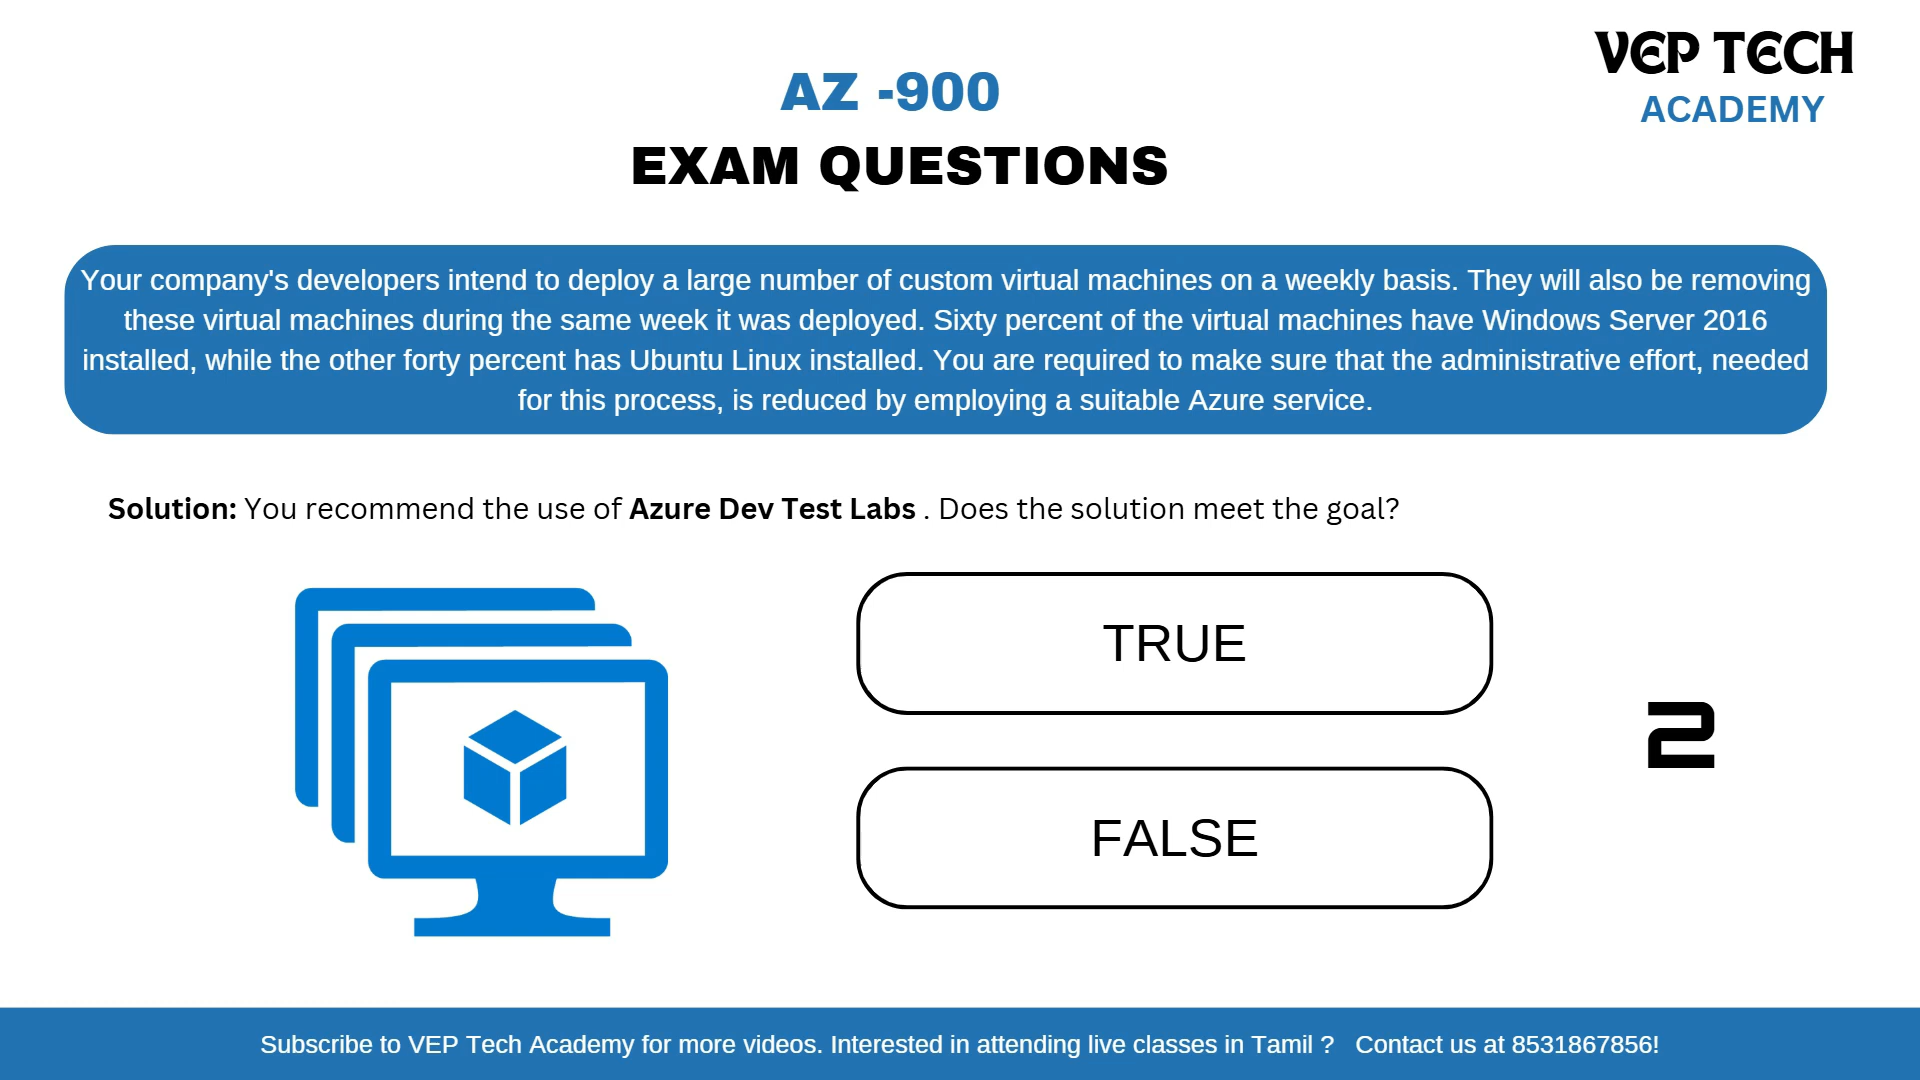 VEP TECH
ACADEMY
AZ -900
EXAM QUESTIONS
Your company's developers intend to deploy a large number of custom virtual machines on a weekly basis. They will also be removing
these virtual machines during the same week it was deployed. Sixty percent of the virtual machines have Windows Server 2016
installed, while the other forty percent has Ubuntu Linux installed. You are required to make sure that the administrative effort, needed
for this process, is reduced by employing a suitable Azure service.
Solution: You recommend the use of Azure Dev Test Labs . Does the solution meet the goal?
TRUE
FALSE
2
Subscribe to VEP Tech Academy for more videos. Interested in attending live classes in Tamil ? Contact us at 8531867856!